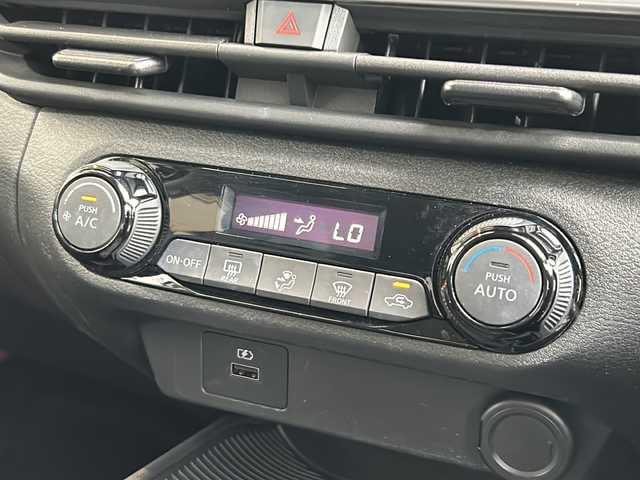 PUSH
A/C
LO
ON·OFF
REAR
FRONT
PUSH
AUTO